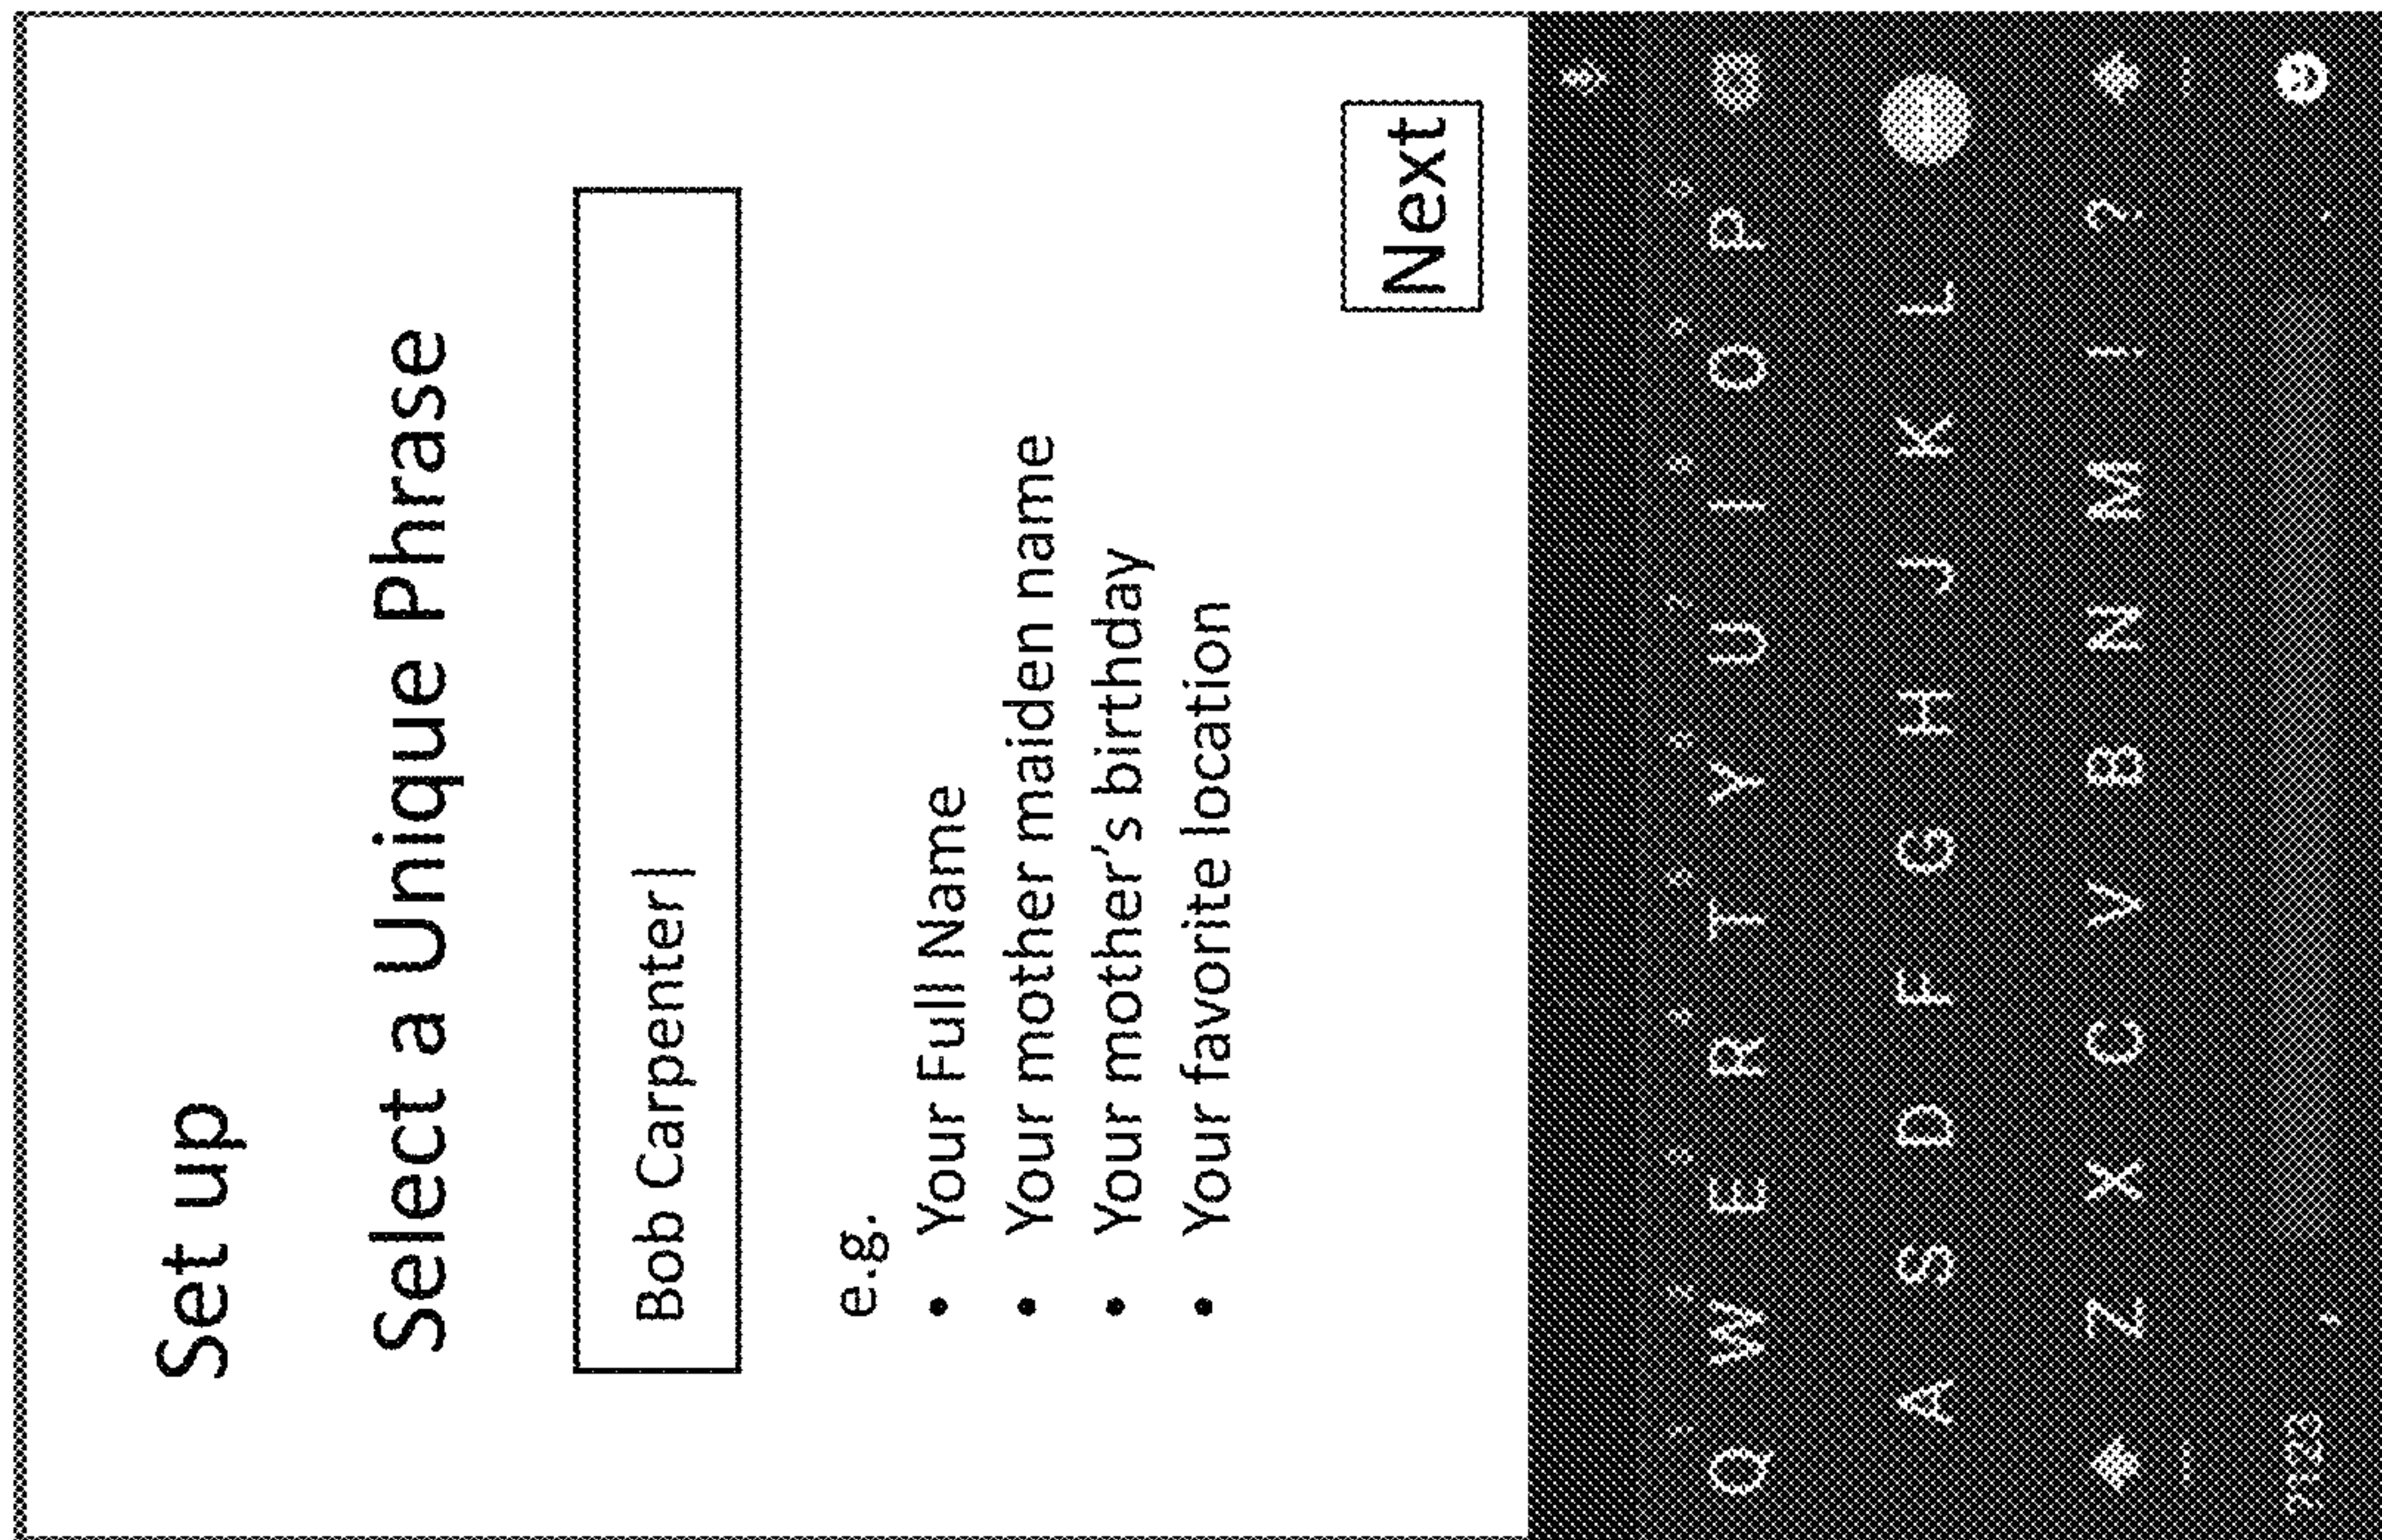 Set up
Select a Unique Phrase
Bob Carpenter|
e.g.
• Your Full Name
• Your mother maiden name
• Your mother's birthday
• Your favorite location
Next
Q W E R T Y U I O P
A S D F G H J K L
Z X C V B N M ! ?
?123 , .